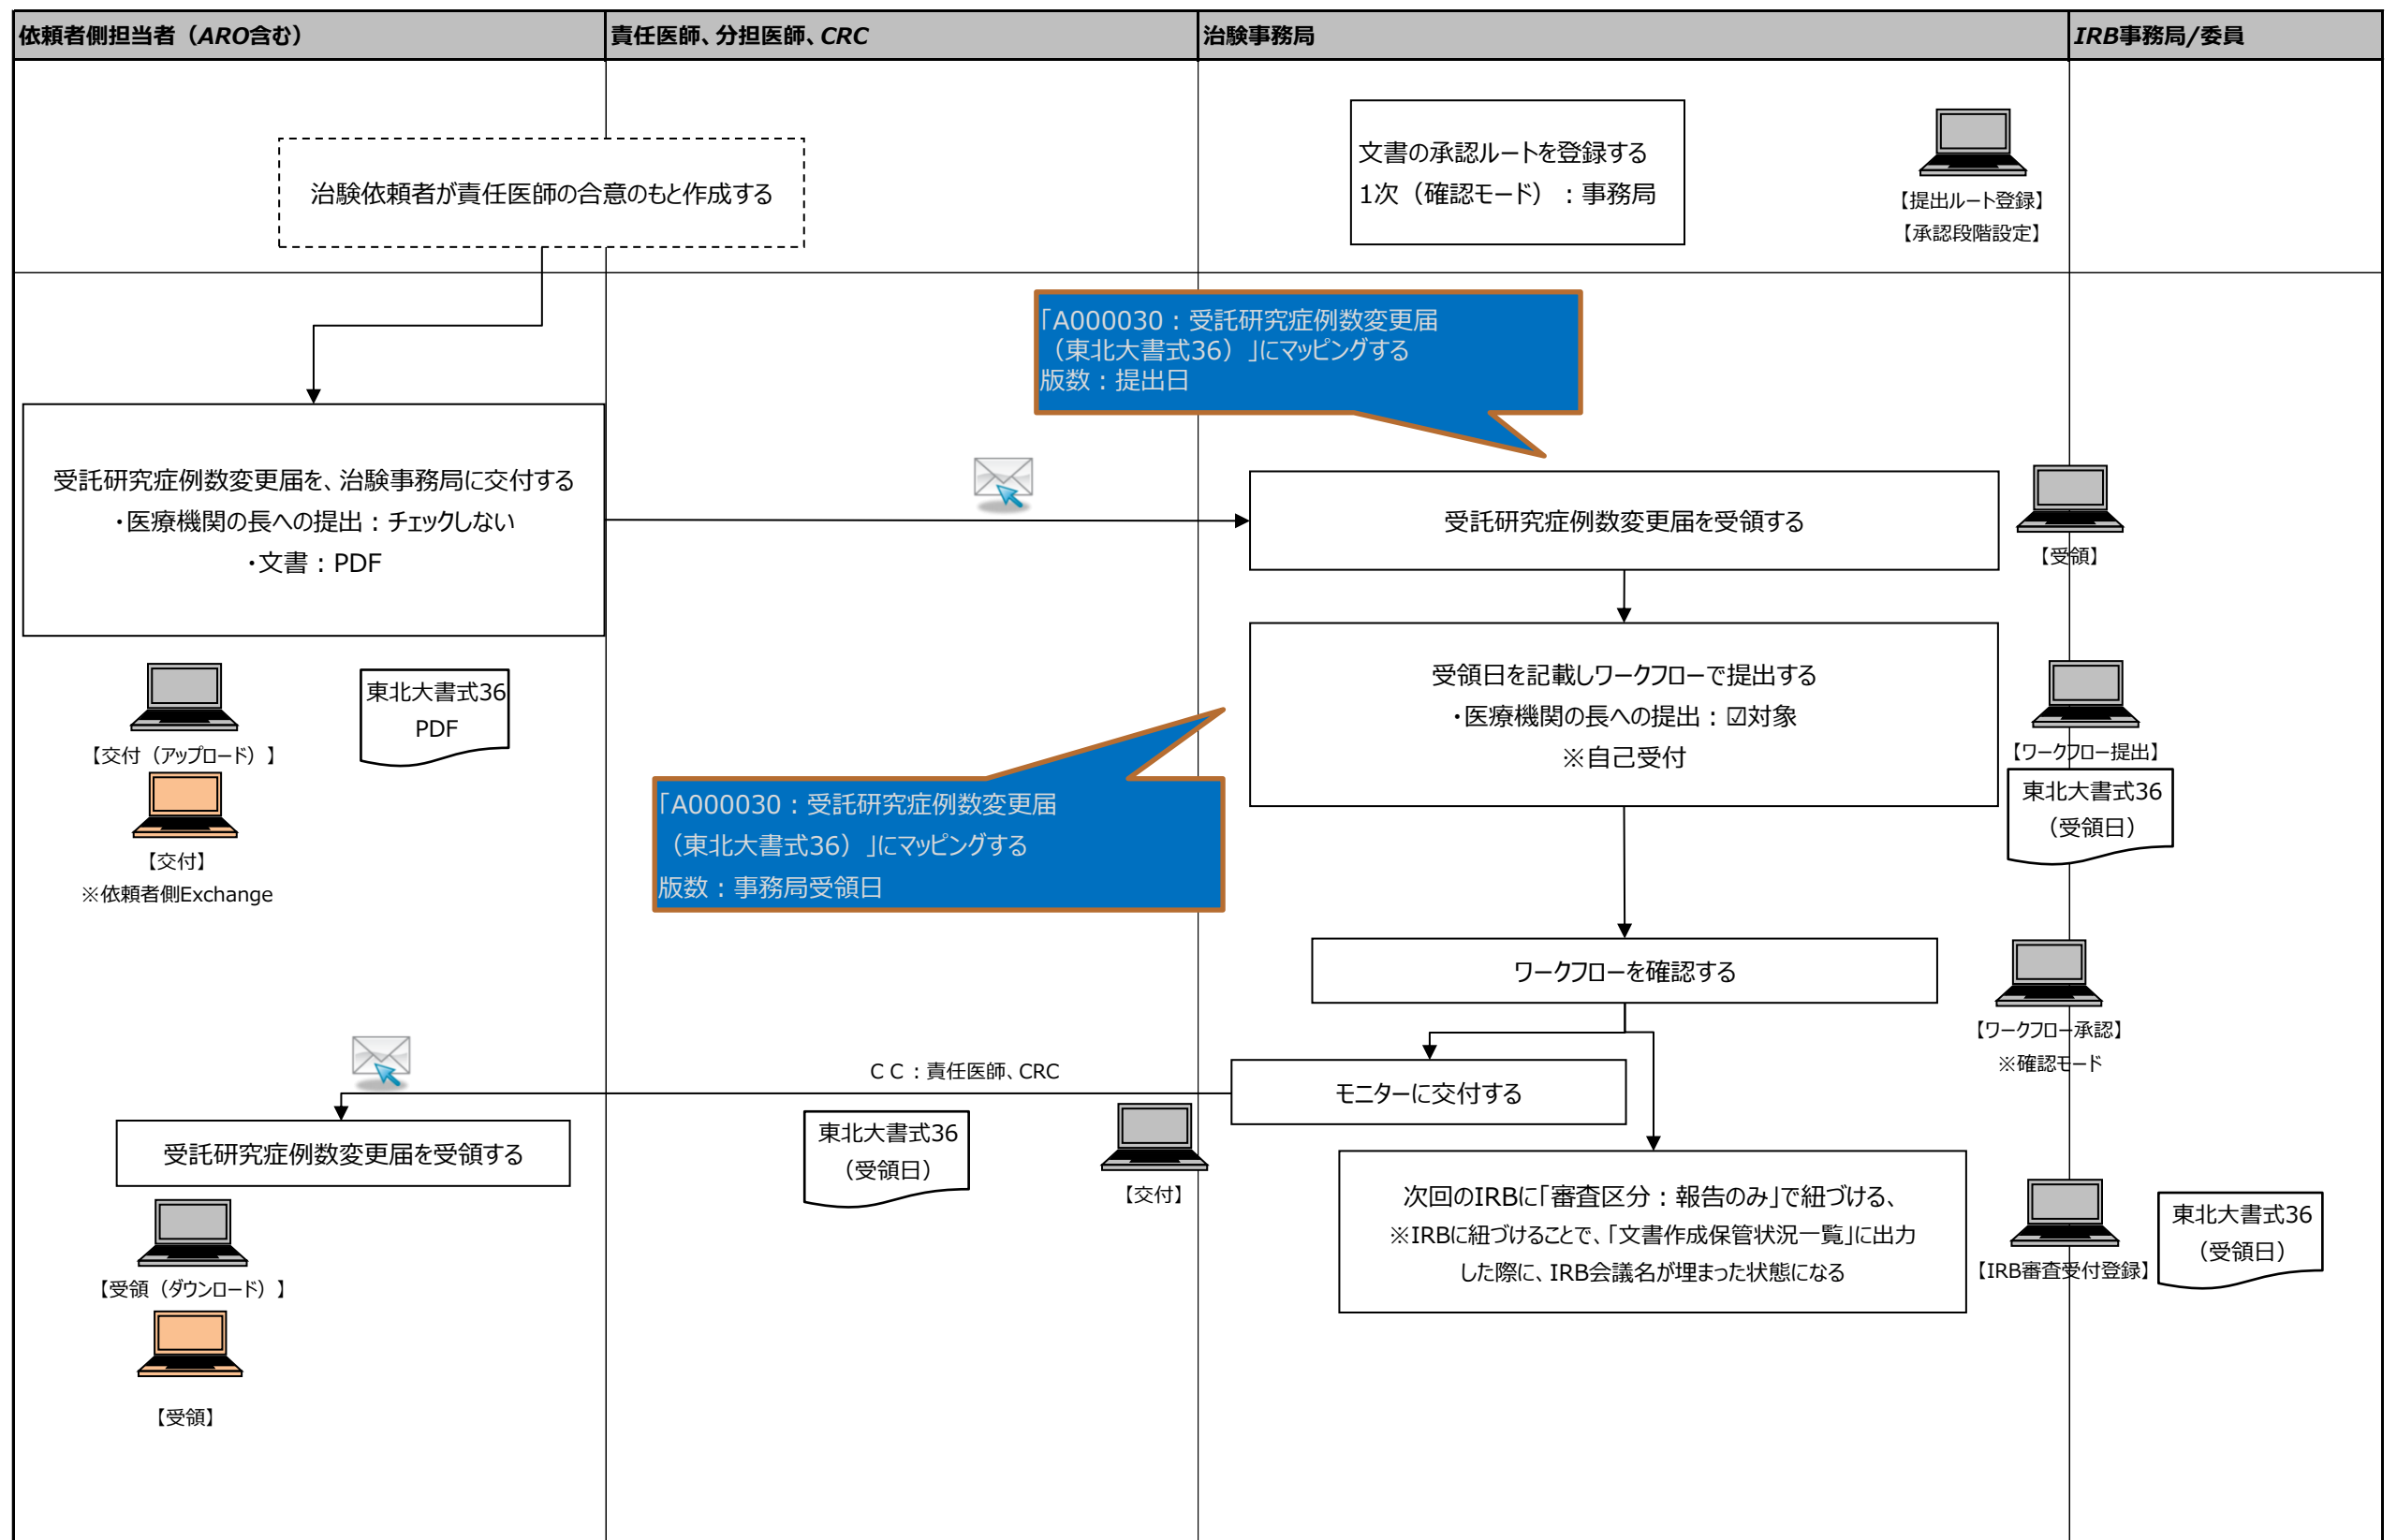 依頼者側担当者（ARO含む）
責任医師、分担医師、CRC
治験事務局
IRB事務局/委員
治験依頼者が責任医師の合意のもと作成する
文書の承認ルートを登録する
1次（確認モード）：事務局
【提出ルート登録】
【承認段階設定】
「A000030：受託研究症例数変更届
（東北大書式36）」にマッピングする
版数：提出日
受託研究症例数変更届を、治験事務局に交付する
・医療機関の長への提出：チェックしない
・文書：PDF
受託研究症例数変更届を受領する
【受領】
【交付（アップロード）】
東北大書式36
PDF
【交付】
※依頼者側Exchange
受領日を記載しワークフローで提出する
・医療機関の長への提出：☑対象
※自己受付
【ワークフロー提出】
東北大書式36
（受領日）
「A000030：受託研究症例数変更届
（東北大書式36）」にマッピングする
版数：事務局受領日
ワークフローを確認する
【ワークフロー承認】
※確認モード
ＣＣ：責任医師、CRC
モニターに交付する
東北大書式36
（受領日）
【交付】
受託研究症例数変更届を受領する
【受領（ダウンロード）】
【受領】
次回のIRBに「審査区分：報告のみ」で紐づける、
※IRBに紐づけることで、「文書作成保管状況一覧」に出力
した際に、IRB会議名が埋まった状態になる
【IRB審査受付登録】
東北大書式36
（受領日）